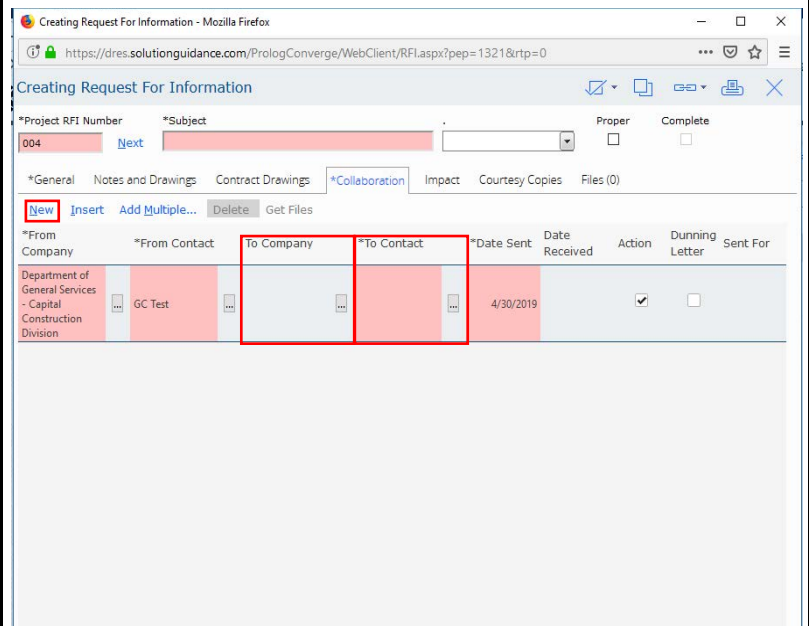 Creating Request For Information - Mozilla Firefox
https://dres.solutionguidance.com/PrologConverge/WebClient/RFI.aspx?pep=1321&rtp=0
Creating Request For Information
*Project RFI Number *Subject . Proper Complete
004 Next
*General Notes and Drawings Contract Drawings *Collaboration Impact Courtesy Copies Files (0)
New Insert Add Multiple... Delete Get Files
*From Company *From Contact To Company *To Contact *Date Sent Date Received Action Dunning Letter Sent For
Department of
General Services
- Capital
Construction
Division
... GC Test ... ... ... 4/30/2019